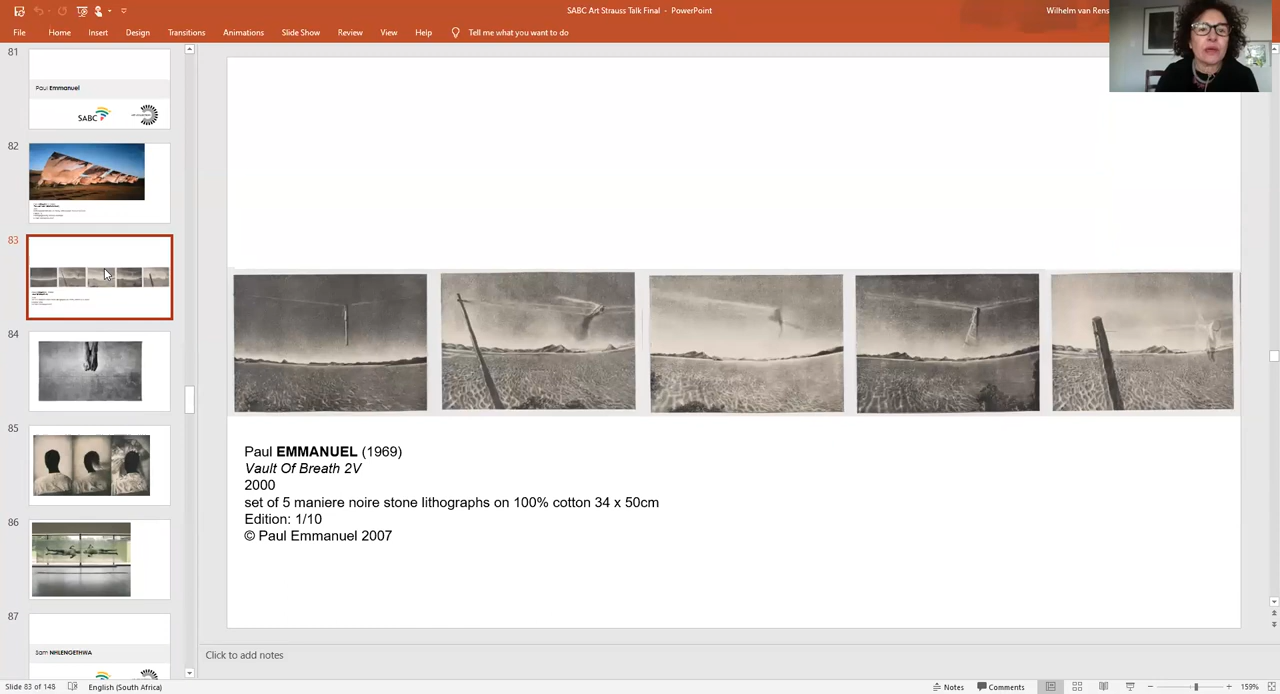 SABC Art Strauss Talk Final - PowerPoint
Wilhelm van Rens
File Home Insert Design Transitions Animations Slide Show Review View Help Tell me what you want to do
81
Paul Emmanuel
SABC
82
83
84
85
86
87
Sam NHLENGETHWA
Paul EMMANUEL (1969)
Vault Of Breath 2V
2000
set of 5 maniere noire stone lithographs on 100% cotton 34 x 50cm
Edition: 1/10
© Paul Emmanuel 2007
Click to add notes
Slide 83 of 148 English (South Africa) Notes Comments 159%